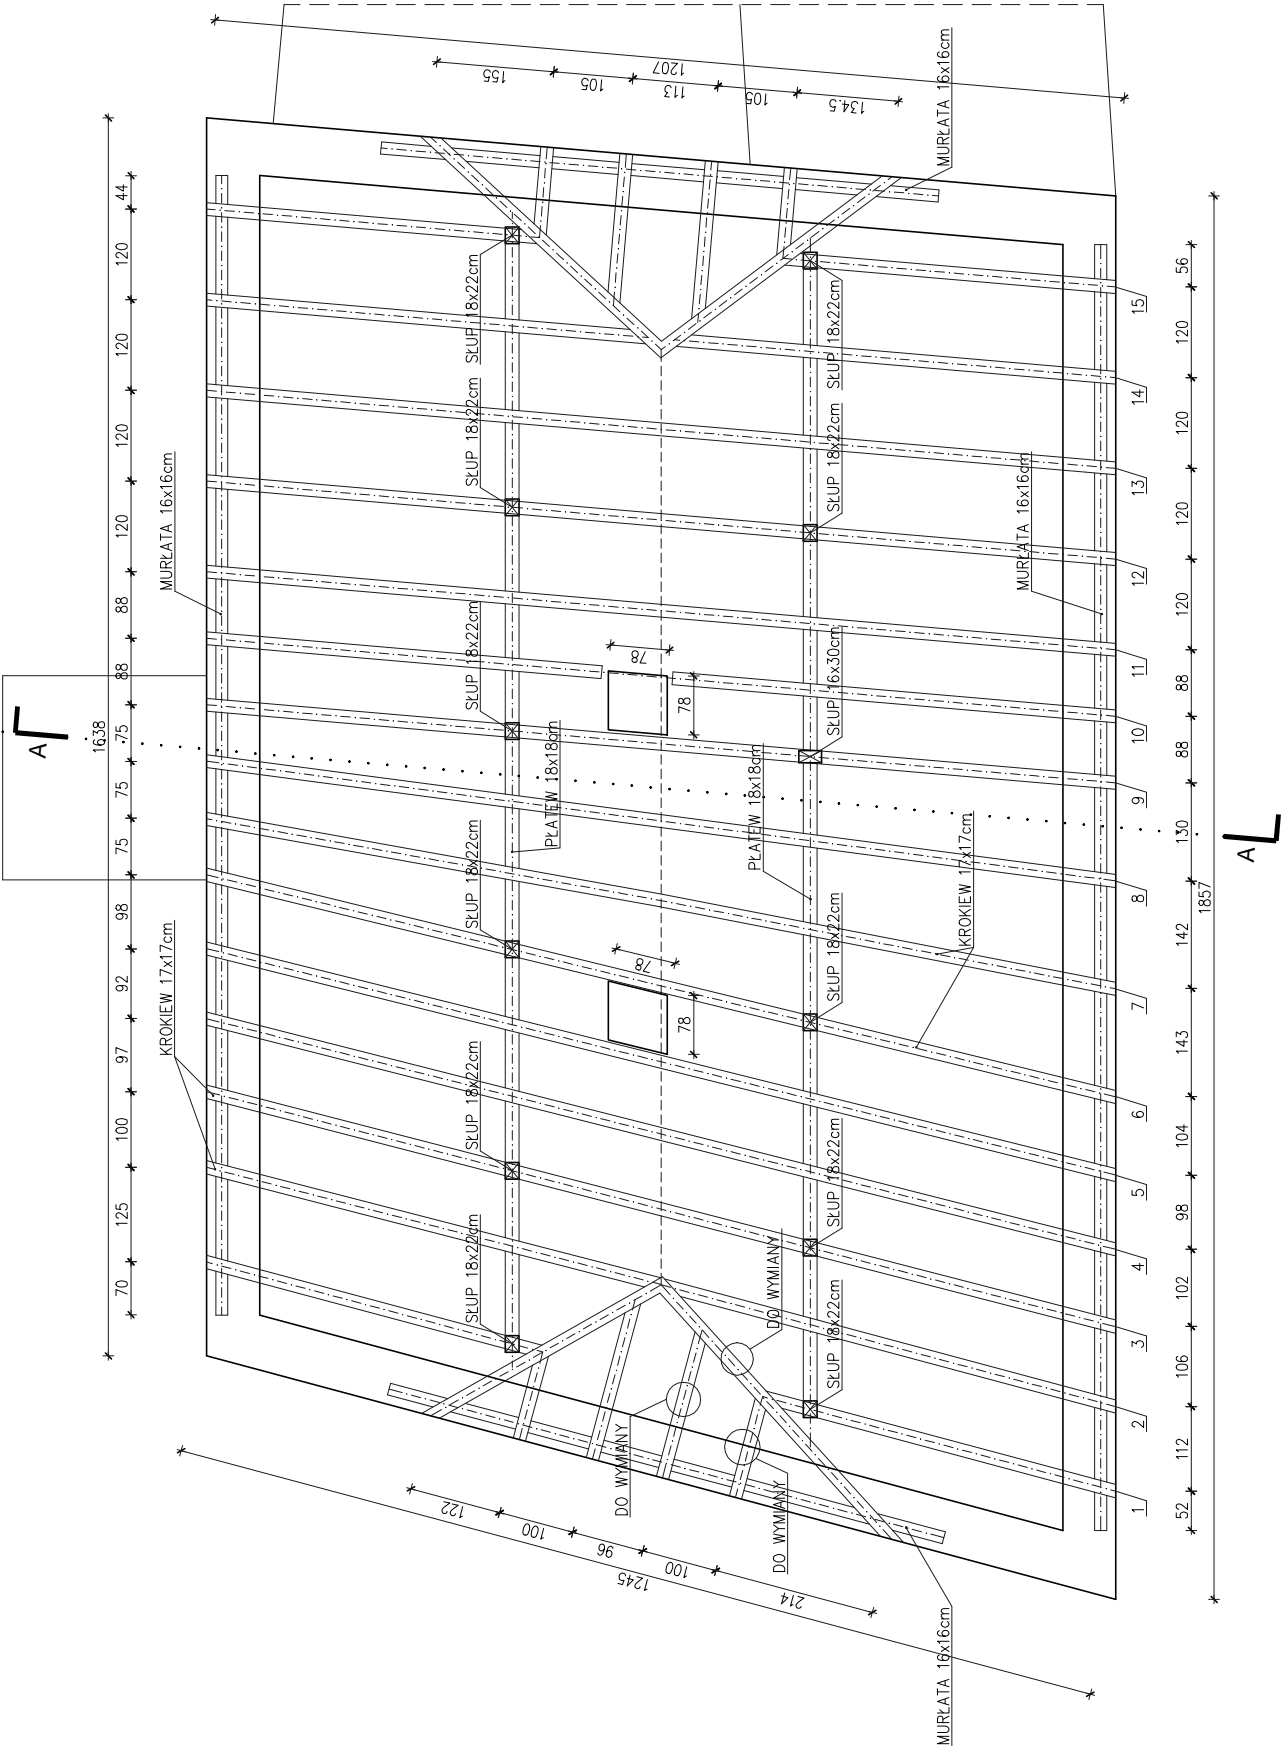 1207
155
105
113
105
134.5
MURŁATA 16x16cm
44
120
120
120
120
88
88
75
75
75
98
92
97
100
125
70
1638
MURŁATA 16x16cm
KROKIEW 17x17cm
SŁUP 18x22cm
SŁUP 18x22cm
SŁUP 18x22cm
SŁUP 18x22cm
SŁUP 18x22cm
SŁUP 18x22cm
PŁATEW 18x18cm
78
78
78
78
PŁATEW 18x18cm
SŁUP 18x22cm
SŁUP 18x22cm
SŁUP 16x30cm
SŁUP 18x22cm
SŁUP 18x22cm
SŁUP 18x22cm
KROKIEW 17x17cm
MURŁATA 16x16cm
DO WYMIANY
DO WYMIANY
DO WYMIANY
15
14
13
12
11
10
9
8
7
6
5
4
3
2
1
56
120
120
120
120
88
88
130
142
143
104
98
102
106
112
52
1857
A
A
122
100
96
100
214
1245
MURŁATA 16x16cm